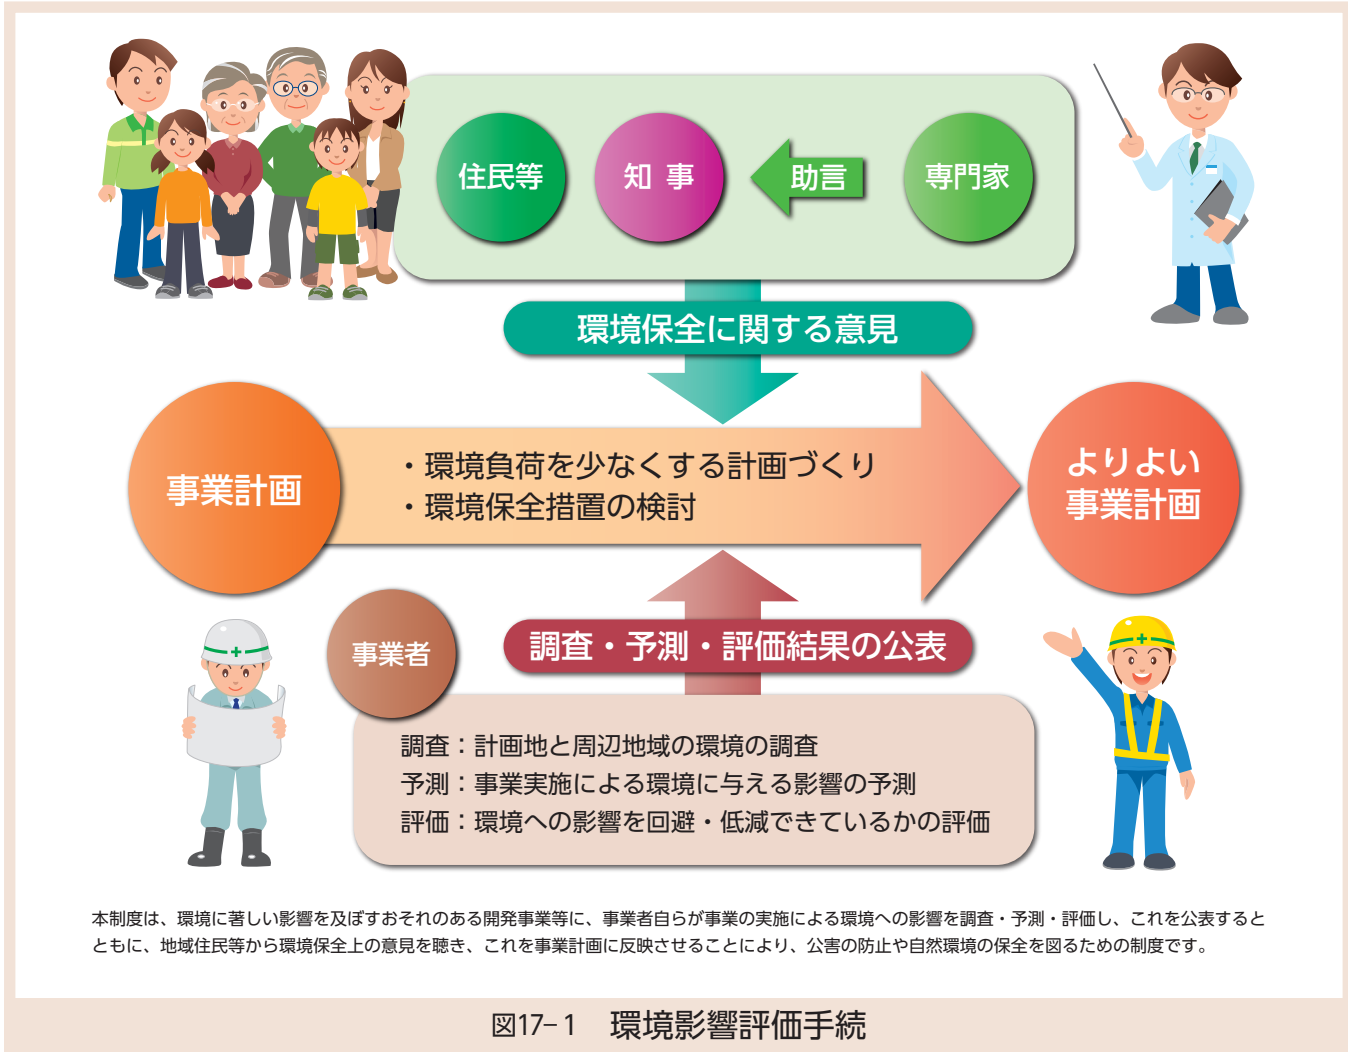 住民等
知 事
助言
専門家
環境保全に関する意見
事業計画
・環境負荷を少なくする計画づくり
・環境保全措置の検討
よりよい
事業計画
事業者
調査・予測・評価結果の公表
調査：計画地と周辺地域の環境の調査
予測：事業実施による環境に与える影響の予測
評価：環境への影響を回避・低減できているかの評価
本制度は、環境に著しい影響を及ぼすおそれのある開発事業等に、事業者自らが事業の実施による環境への影響を調査・予測・評価し、これを公表すると
ともに、地域住民等から環境保全上の意見を聴き、これを事業計画に反映させることにより、公害の防止や自然環境の保全を図るための制度です。
図17−1　環境影響評価手続